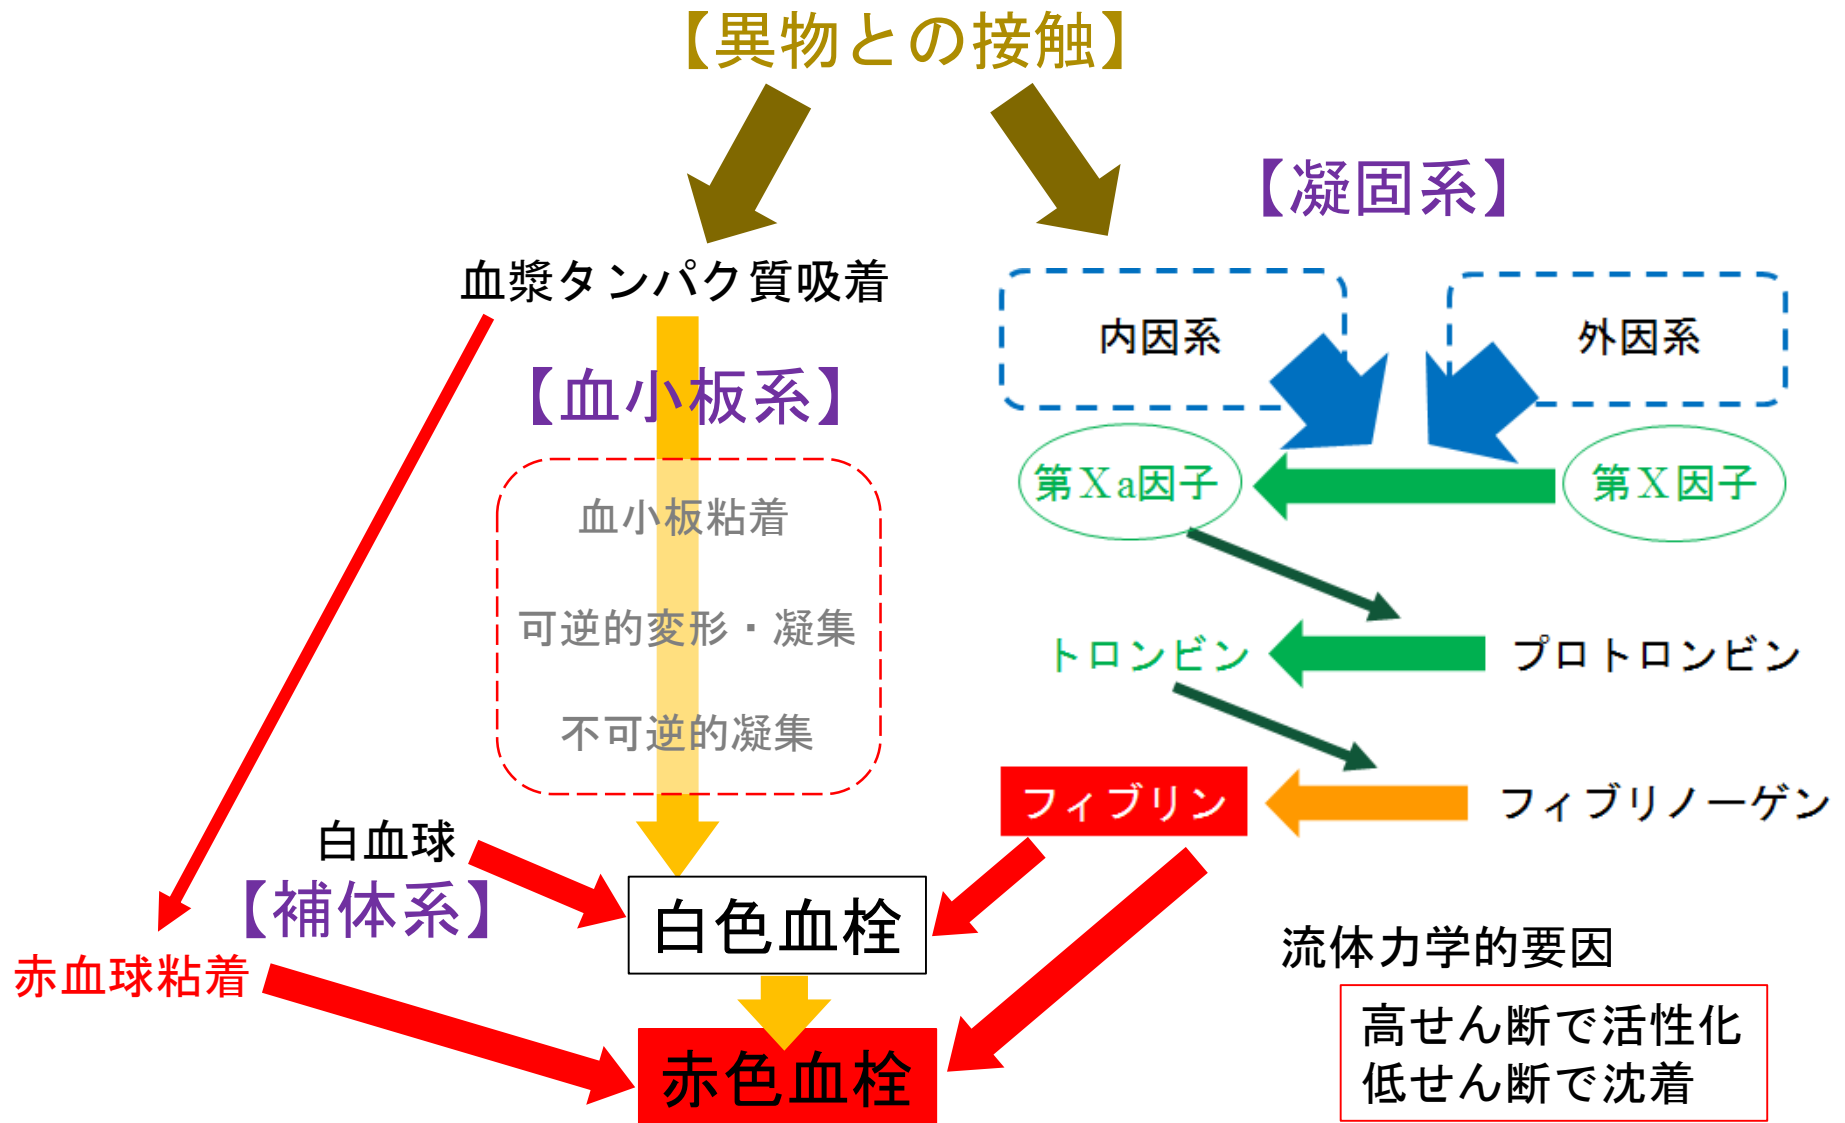 【異物との接触】
【凝固系】
血漿タンパク質吸着
内因系
外因系
【血小板系】
第Xa因子
第X因子
血小板粘着
可逆的変形・凝集
トロンビン
プロトロンビン
不可逆的凝集
フィブリン
フィブリノーゲン
白血球
【補体系】
白色血栓
流体力学的要因
赤血球粘着
高せん断で活性化
低せん断で沈着
赤色血栓